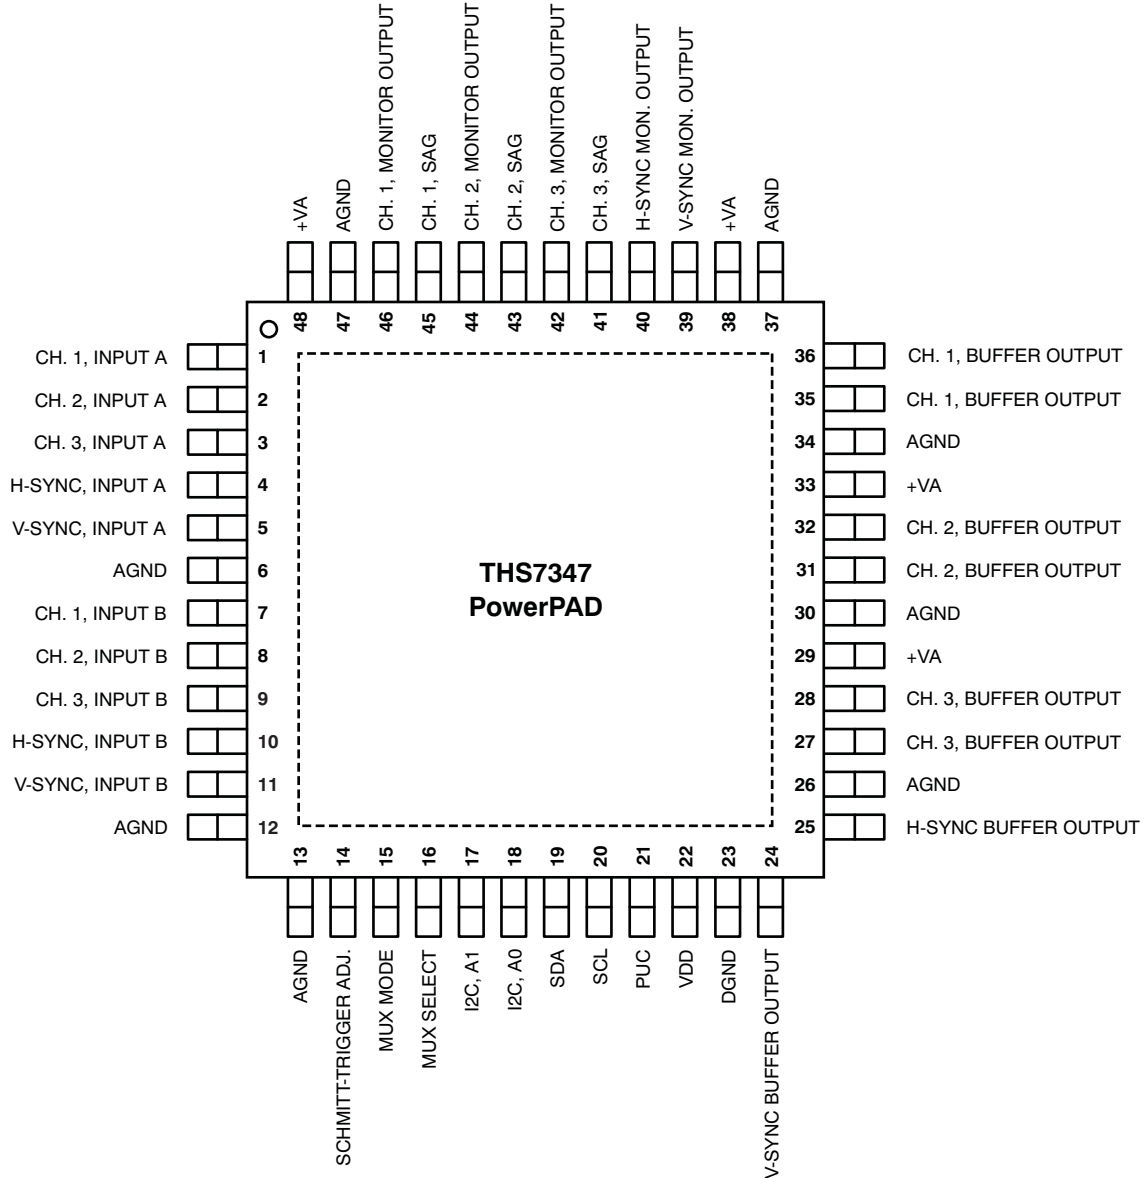 +VA
AGND
CH. 1, MONITOR OUTPUT
CH. 1, SAG
CH. 2, MONITOR OUTPUT
CH. 2, SAG
CH. 3, MONITOR OUTPUT
CH. 3, SAG
H-SYNC MON. OUTPUT
V-SYNC MON. OUTPUT
+VA
AGND
48
47
46
45
44
43
42
41
40
39
38
37
CH. 1, INPUT A
1
CH. 2, INPUT A
2
CH. 3, INPUT A
3
H-SYNC, INPUT A
4
V-SYNC, INPUT A
5
AGND
6
CH. 1, INPUT B
7
CH. 2, INPUT B
8
CH. 3, INPUT B
9
H-SYNC, INPUT B
10
V-SYNC, INPUT B
11
AGND
12
THS7347
PowerPAD
36
CH. 1, BUFFER OUTPUT
35
CH. 1, BUFFER OUTPUT
34
AGND
33
+VA
32
CH. 2, BUFFER OUTPUT
31
CH. 2, BUFFER OUTPUT
30
AGND
29
+VA
28
CH. 3, BUFFER OUTPUT
27
CH. 3, BUFFER OUTPUT
26
AGND
25
H-SYNC BUFFER OUTPUT
13
14
15
16
17
18
19
20
21
22
23
24
AGND
SCHMITT-TRIGGER ADJ.
MUX MODE
MUX SELECT
I2C, A1
I2C, A0
SDA
SCL
PUC
VDD
DGND
V-SYNC BUFFER OUTPUT